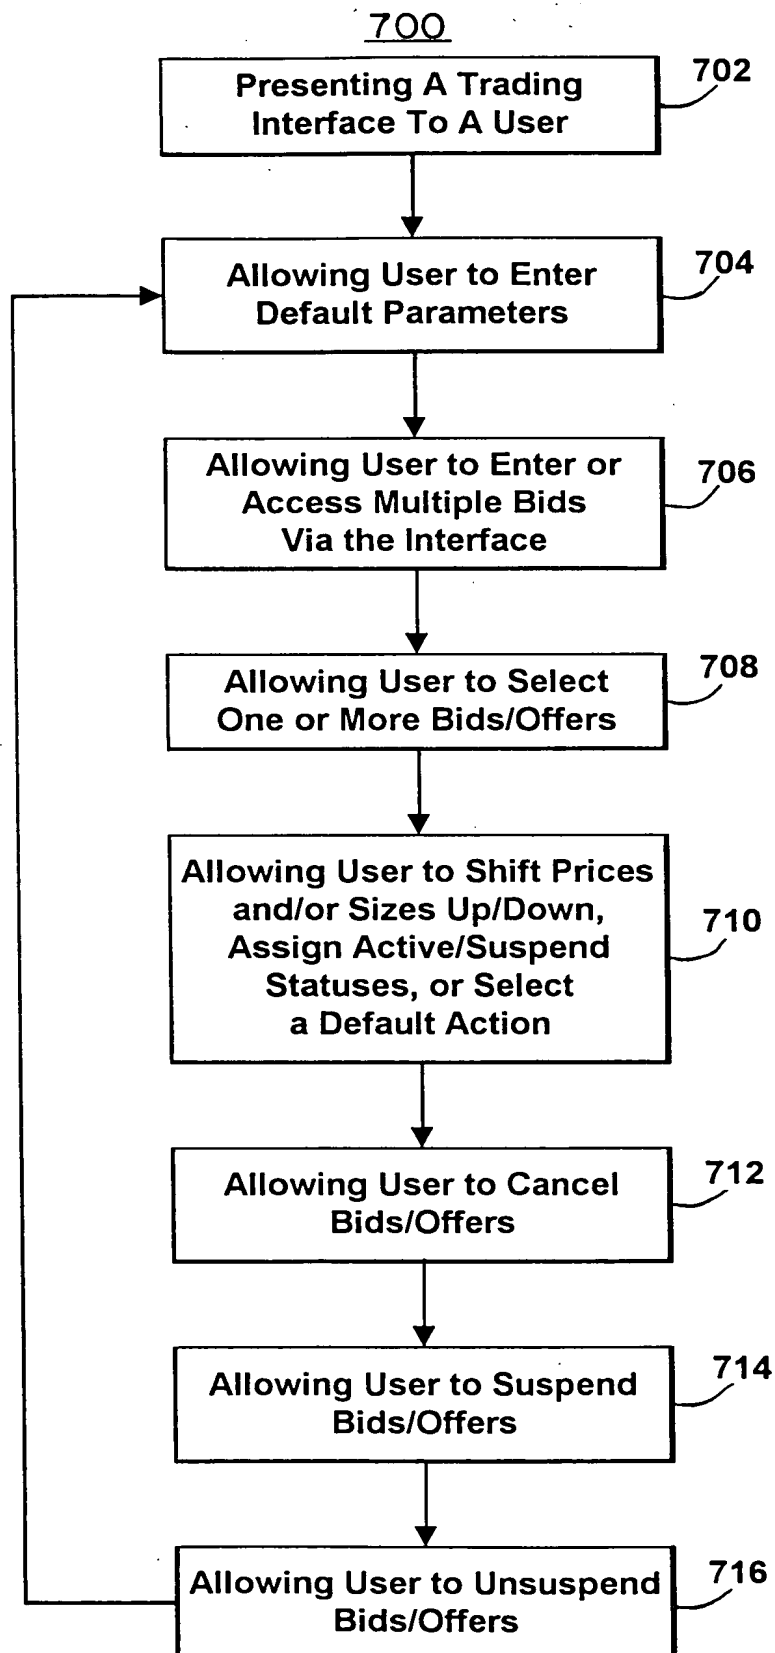 700
Presenting A Trading
Interface To A User
702
Allowing User to Enter
Default Parameters
704
Allowing User to Enter or
Access Multiple Bids
Via the Interface
706
Allowing User to Select
One or More Bids/Offers
708
Allowing User to Shift Prices
and/or Sizes Up/Down,
Assign Active/Suspend
Statuses, or Select
a Default Action
710
Allowing User to Cancel
Bids/Offers
712
Allowing User to Suspend
Bids/Offers
714
Allowing User to Unsuspend
Bids/Offers
716